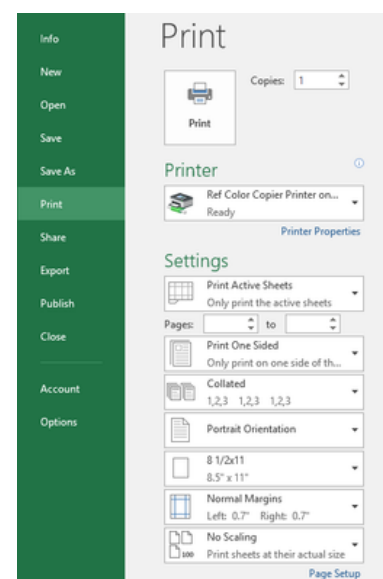 Info
New
Open
Save
Save As
Print
Share
Export
Publish
Close
Account
Options
Print
Copies: 1
Print
Printer
Ref Color Copier Printer on...
Ready
Printer Properties
Settings
Print Active Sheets
Only print the active sheets
Pages: to
Print One Sided
Only print on one side of th...
Collated
1,2,3 1,2,3 1,2,3
Portrait Orientation
8 1/2x11
8.5" x 11"
Normal Margins
Left: 0.7" Right: 0.7"
No Scaling
100 Print sheets at their actual size
Page Setup